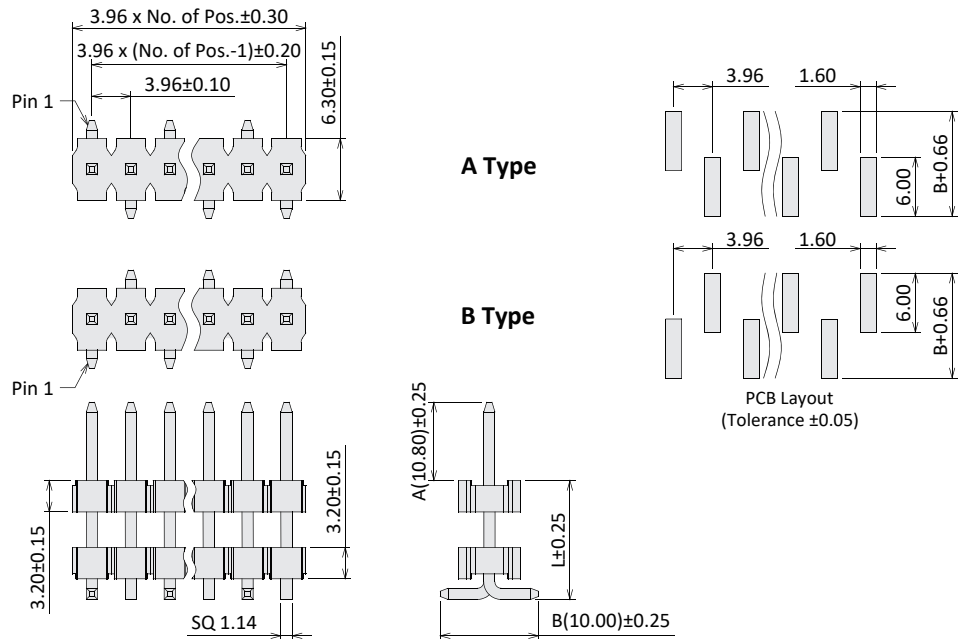 3.96 x No. of Pos.±0.30
3.96 x (No. of Pos.-1)±0.20
3.96±0.10
6.30±0.15
Pin 1
A Type
3.96
1.60
6.00
B+0.66
B Type
Pin 1
3.96
1.60
6.00
B+0.66
PCB Layout
(Tolerance ±0.05)
3.20±0.15
3.20±0.15
SQ 1.14
A(10.80)±0.25
L±0.25
B(10.00)±0.25